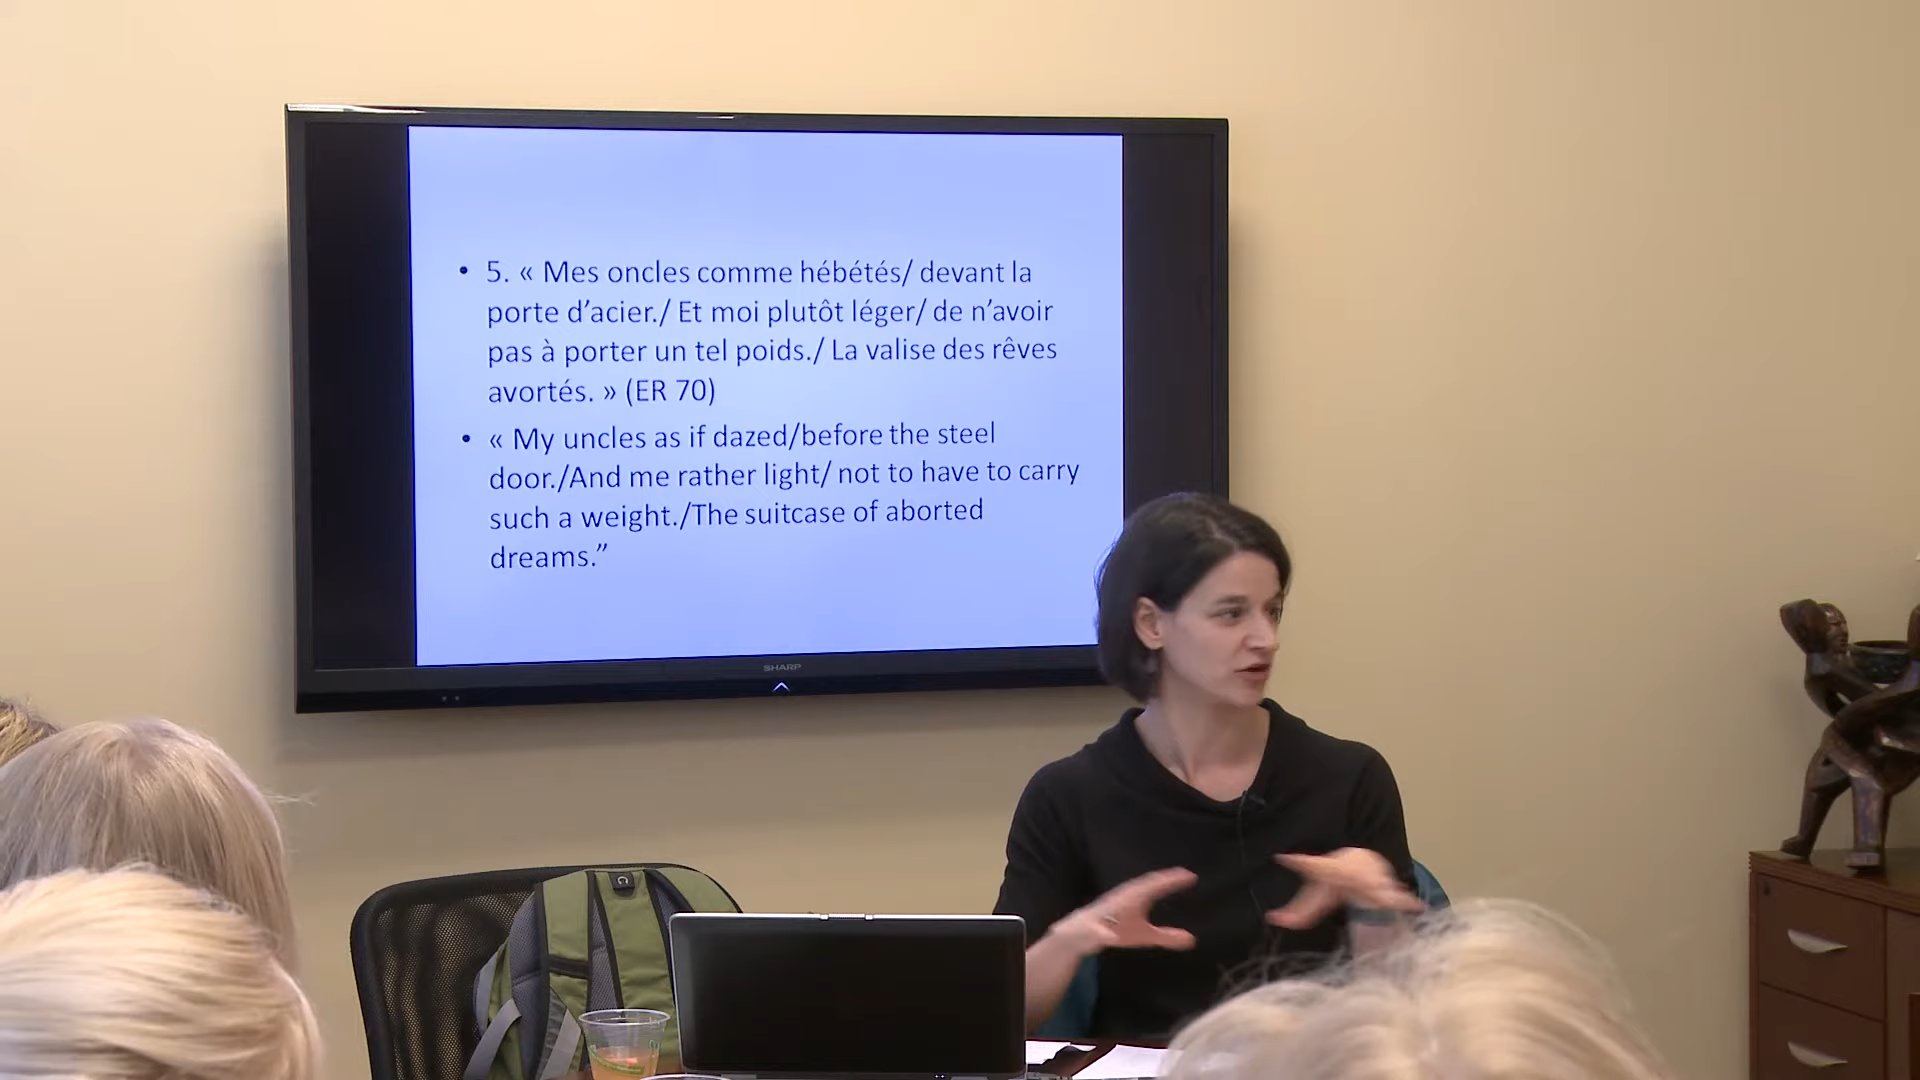 • 5. « Mes oncles comme hébétés/ devant la
porte d’acier./ Et moi plutôt léger/ de n’avoir
pas à porter un tel poids./ La valise des rêves
avortés. » (ER 70)
• « My uncles as if dazed/before the steel
door./And me rather light/ not to have to carry
such a weight./The suitcase of aborted
dreams.”
SHARP